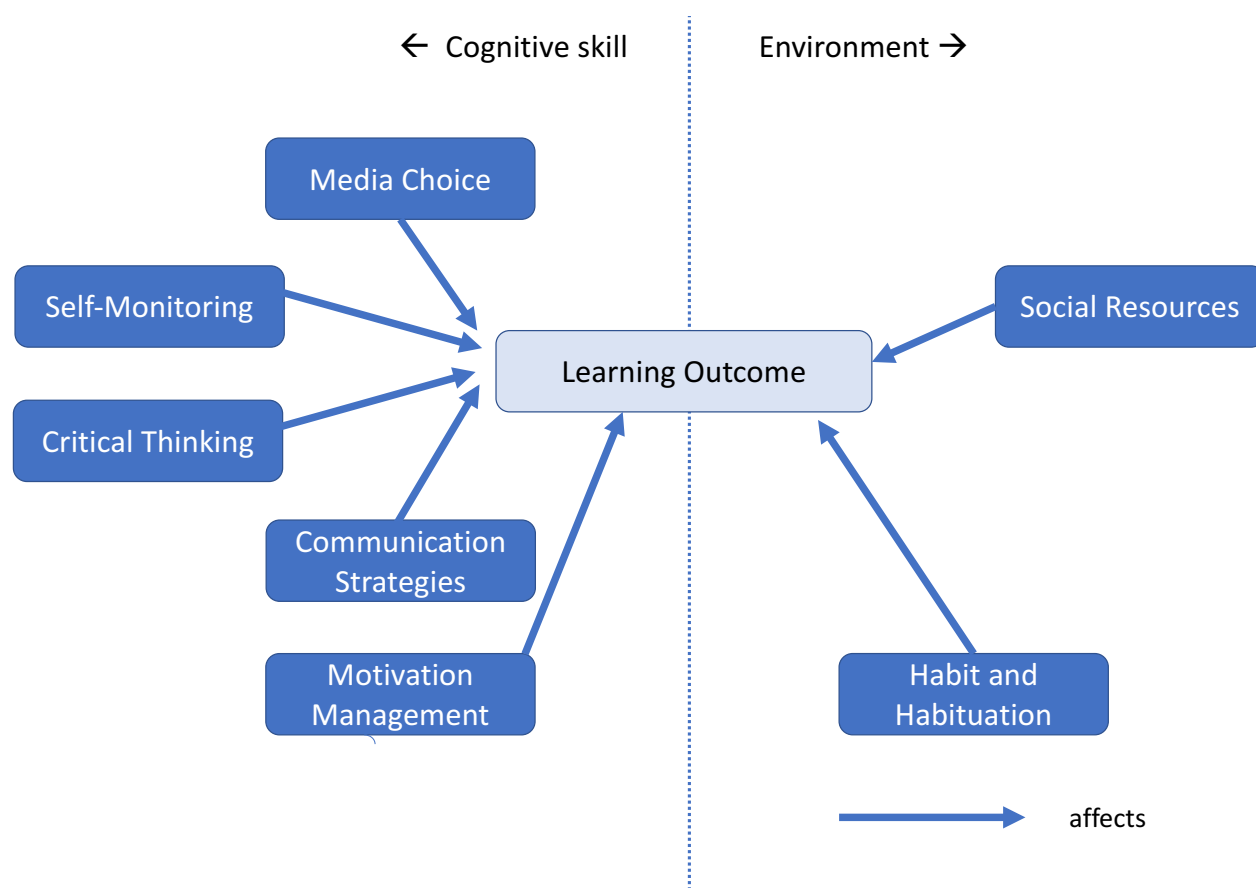 ← Cognitive skill
Environment →
Media Choice
Self-Monitoring
Social Resources
Learning Outcome
Critical Thinking
Communication
Strategies
Motivation
Management
Habit and
Habituation
affects